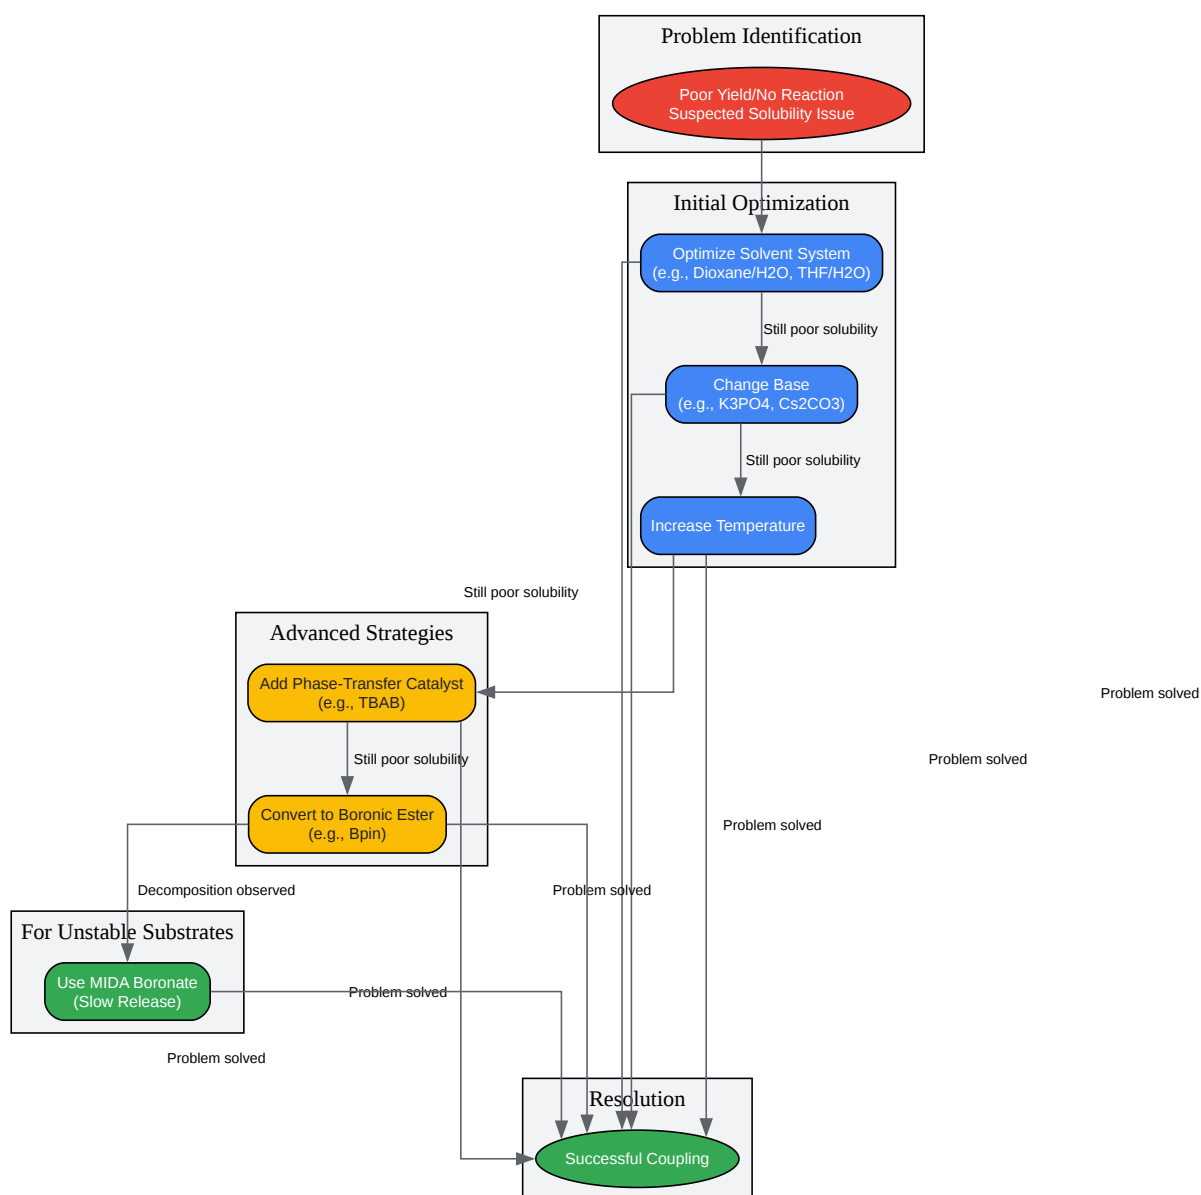 Problem Identification
Poor Yield/No Reaction
Suspected Solubility Issue
Initial Optimization
Optimize Solvent System
(e.g., Dioxane/H2O, THF/H2O)
Still poor solubility
Change Base
(e.g., K3PO4, Cs2CO3)
Still poor solubility
Increase Temperature
Still poor solubility
Advanced Strategies
Add Phase-Transfer Catalyst
(e.g., TBAB)
Problem solved
Still poor solubility
Problem solved
Convert to Boronic Ester
(e.g., Bpin)
Problem solved
Decomposition observed
Problem solved
For Unstable Substrates
Use MIDA Boronate
(Slow Release)
Problem solved
Problem solved
Resolution
Successful Coupling